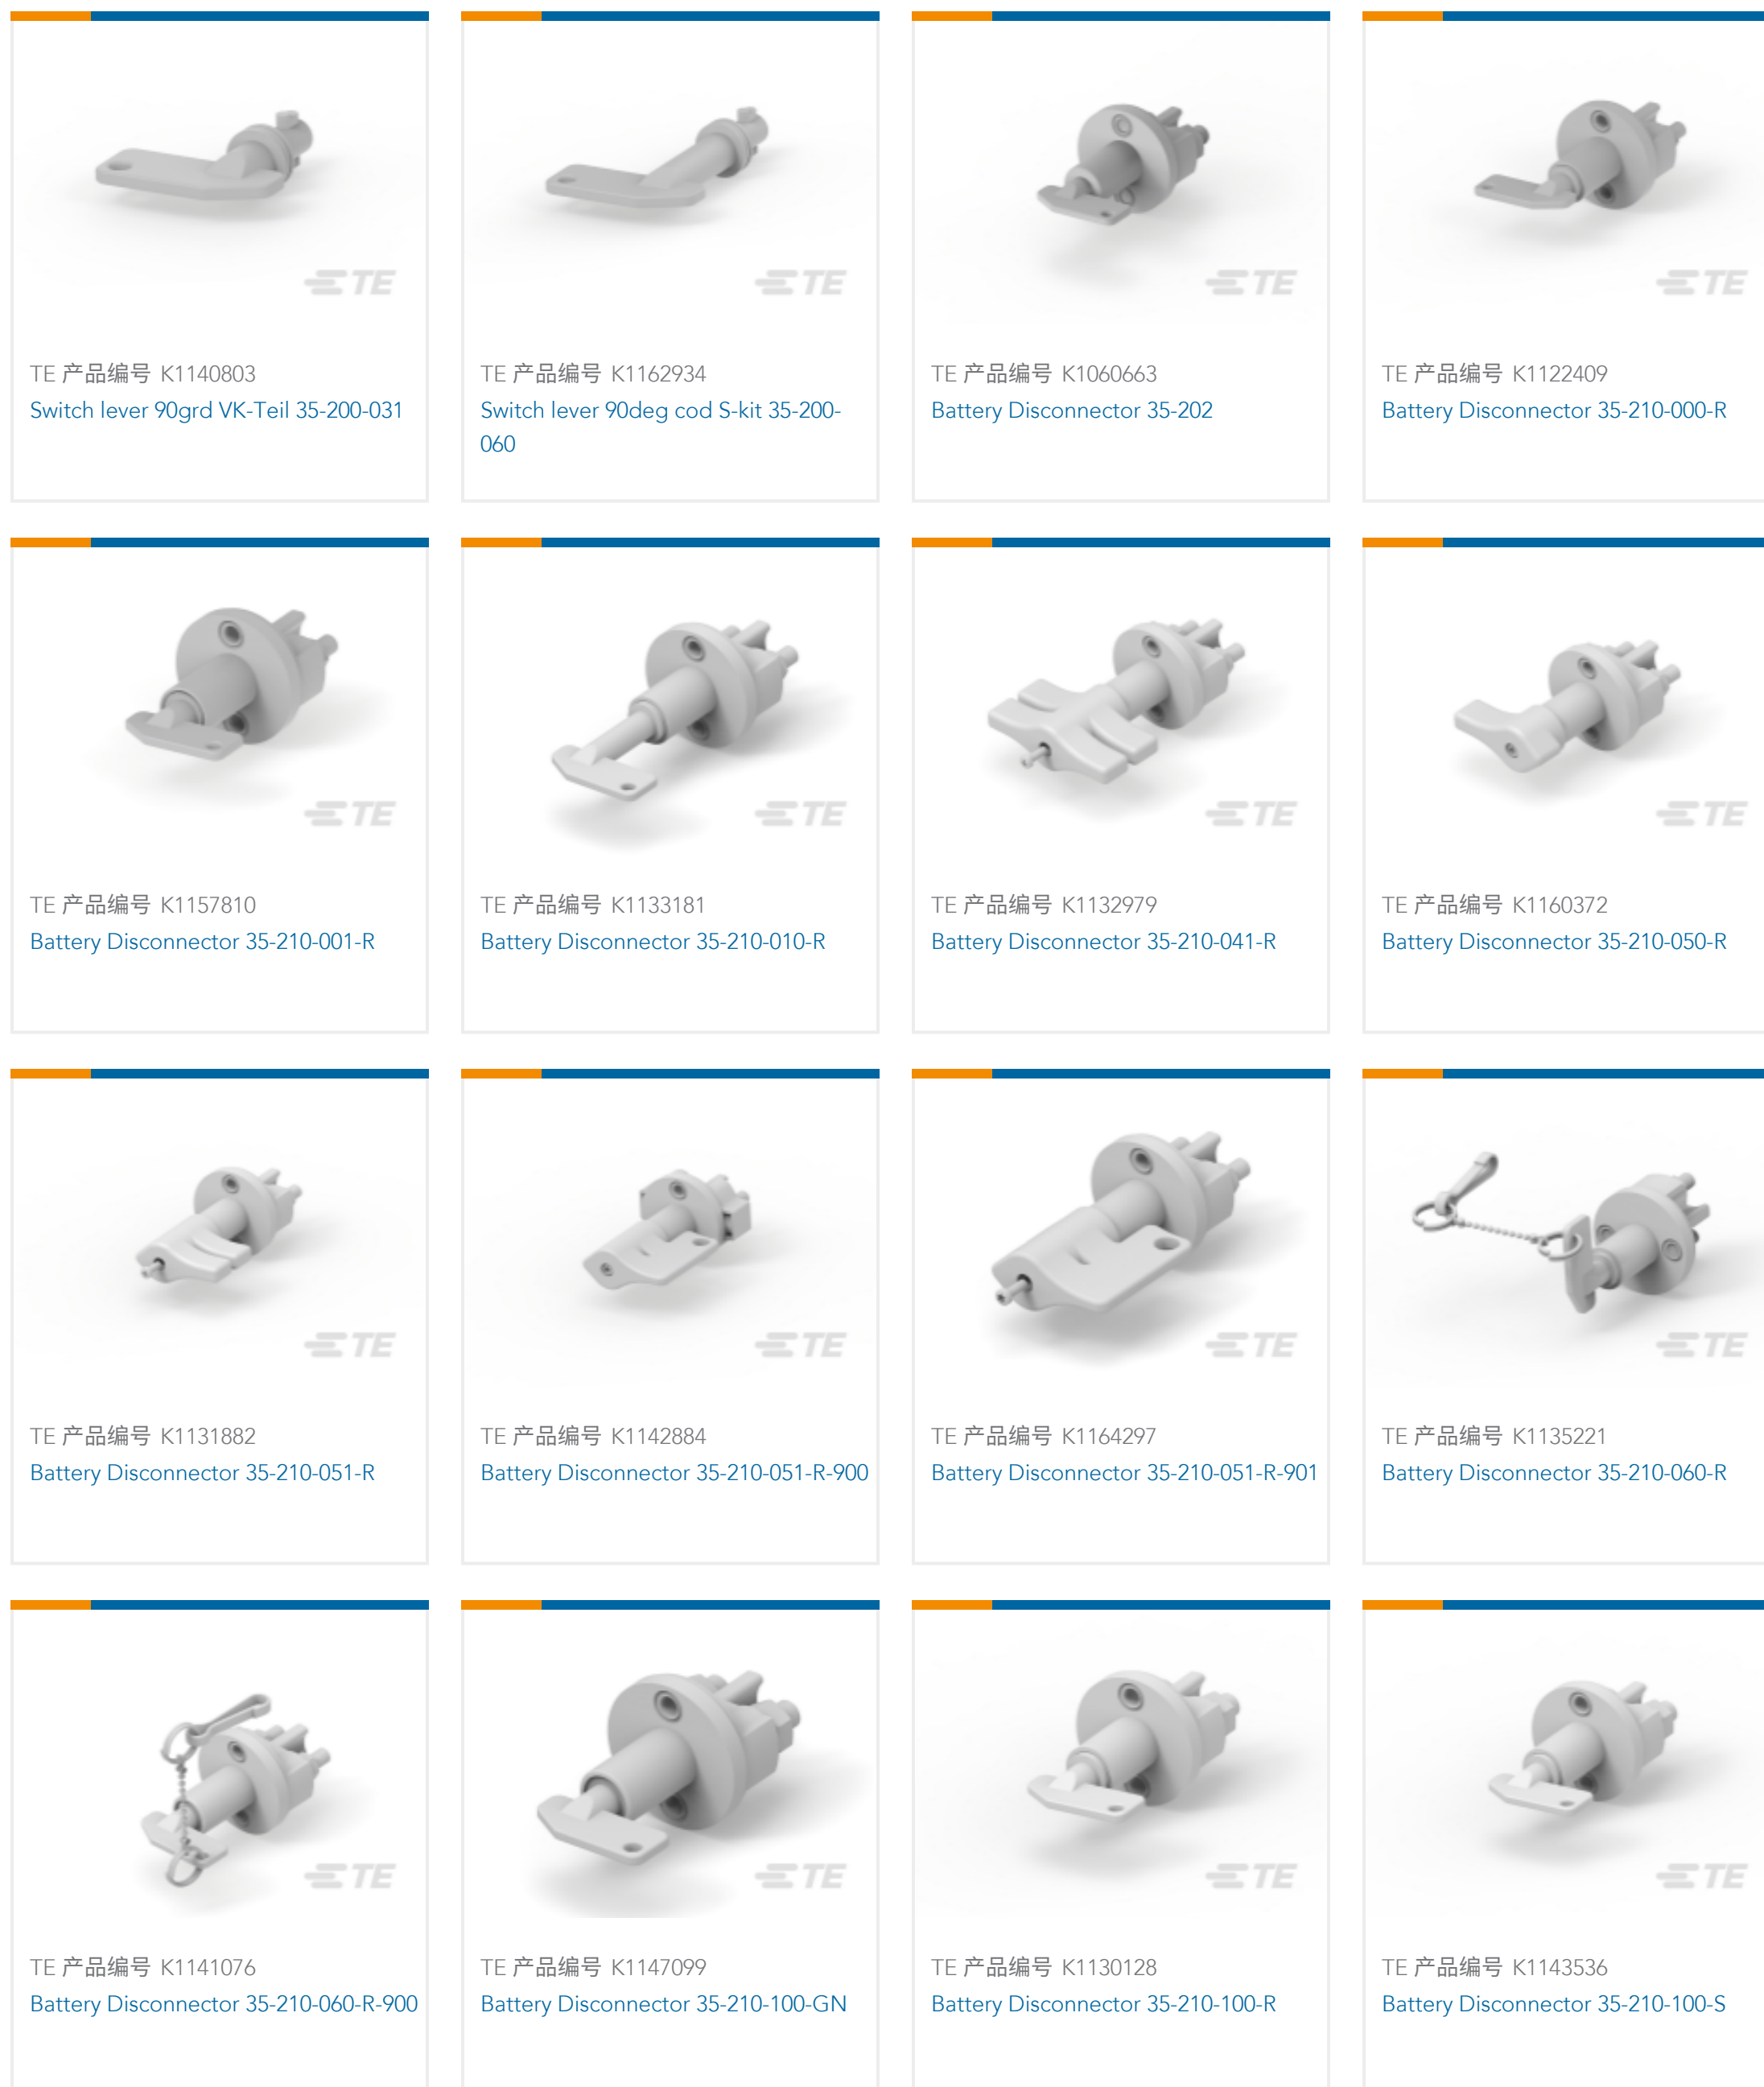 TE
TE
TE
TE
TE 产品编号 K1140803
Switch lever 90grd VK-Teil 35-200-031
TE 产品编号 K1162934
Switch lever 90deg cod S-kit 35-200-
060
TE 产品编号 K1060663
Battery Disconnector 35-202
TE 产品编号 K1122409
Battery Disconnector 35-210-000-R
TE
TE
TE
TE
TE 产品编号 K1157810
Battery Disconnector 35-210-001-R
TE 产品编号 K1133181
Battery Disconnector 35-210-010-R
TE 产品编号 K1132979
Battery Disconnector 35-210-041-R
TE 产品编号 K1160372
Battery Disconnector 35-210-050-R
TE
TE
TE
TE
TE 产品编号 K1131882
Battery Disconnector 35-210-051-R
TE 产品编号 K1142884
Battery Disconnector 35-210-051-R-900
TE 产品编号 K1164297
Battery Disconnector 35-210-051-R-901
TE 产品编号 K1135221
Battery Disconnector 35-210-060-R
TE
TE
TE
TE
TE 产品编号 K1141076
Battery Disconnector 35-210-060-R-900
TE 产品编号 K1147099
Battery Disconnector 35-210-100-GN
TE 产品编号 K1130128
Battery Disconnector 35-210-100-R
TE 产品编号 K1143536
Battery Disconnector 35-210-100-S